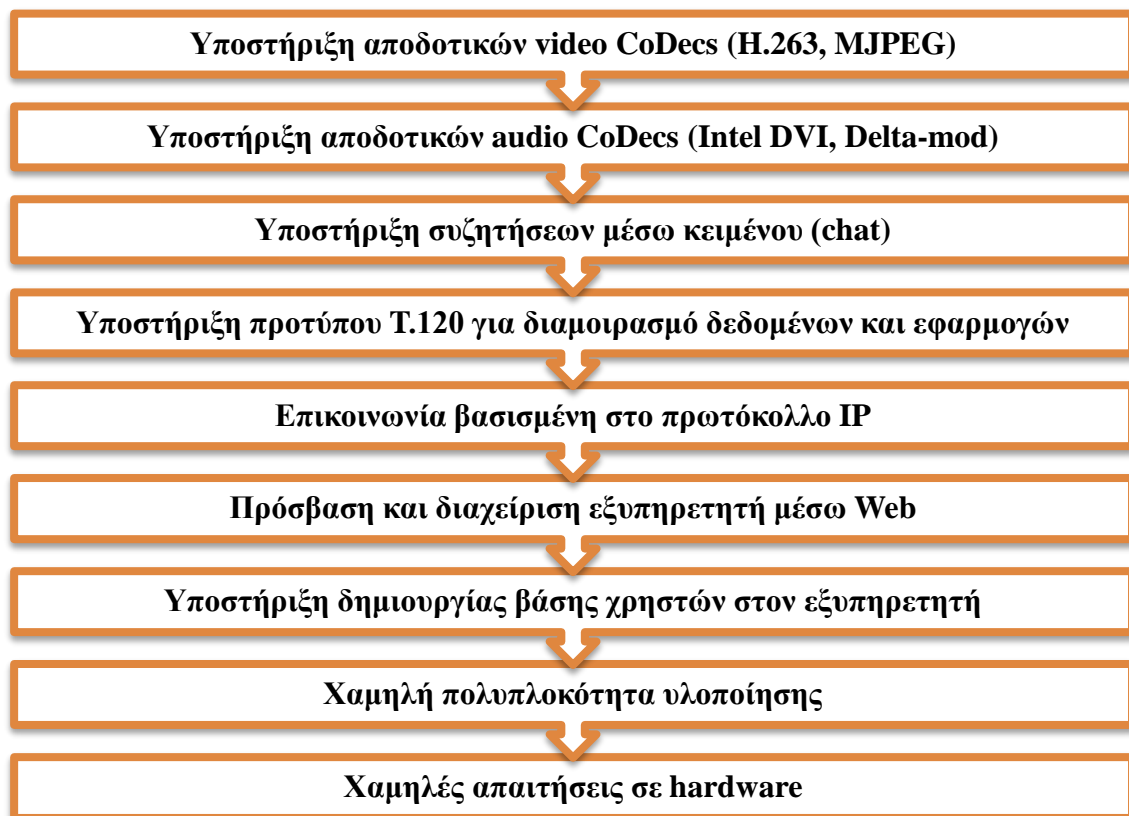 Υποστήριξη αποδοτικών video CoDecs (H.263, MJPEG)
Υποστήριξη αποδοτικών audio CoDecs (Intel DVI, Delta-mod)
Υποστήριξη συζητήσεων μέσω κειμένου (chat)
Υποστήριξη προτύπου T.120 για διαμοιρασμό δεδομένων και εφαρμογών
Επικοινωνία βασισμένη στο πρωτόκολλο IP
Πρόσβαση και διαχείριση εξυπηρετητή μέσω Web
Υποστήριξη δημιουργίας βάσης χρηστών στον εξυπηρετητή
Χαμηλή πολυπλοκότητα υλοποίησης
Χαμηλές απαιτήσεις σε hardware